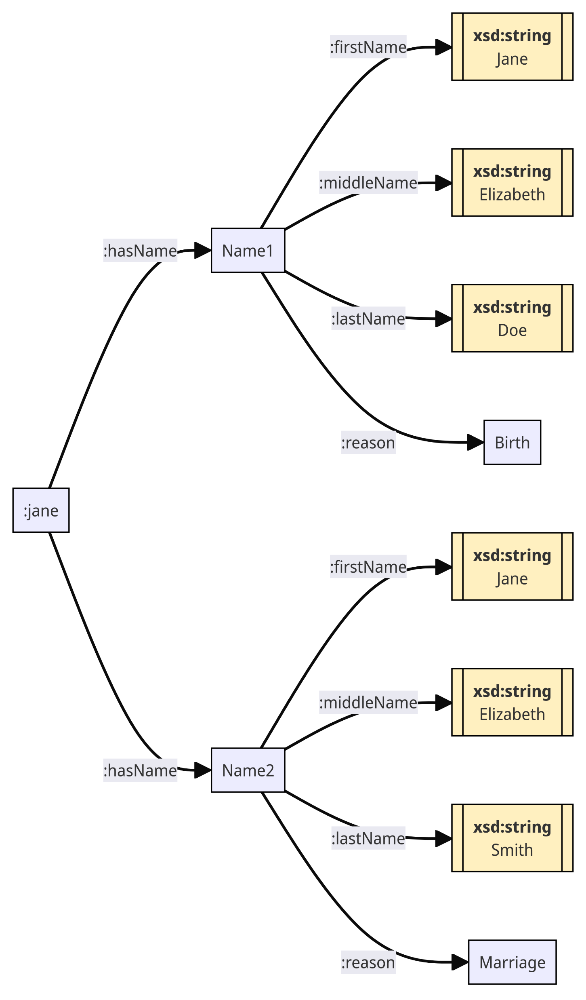 :firstName
xsd:string
Jane
:middleName
xsd:string
Elizabeth
:hasName
Name1
:lastName
xsd:string
Doe
:reason
Birth
:jane
:firstName
xsd:string
Jane
:middleName
xsd:string
Elizabeth
:hasName
Name2
:lastName
xsd:string
Smith
:reason
Marriage